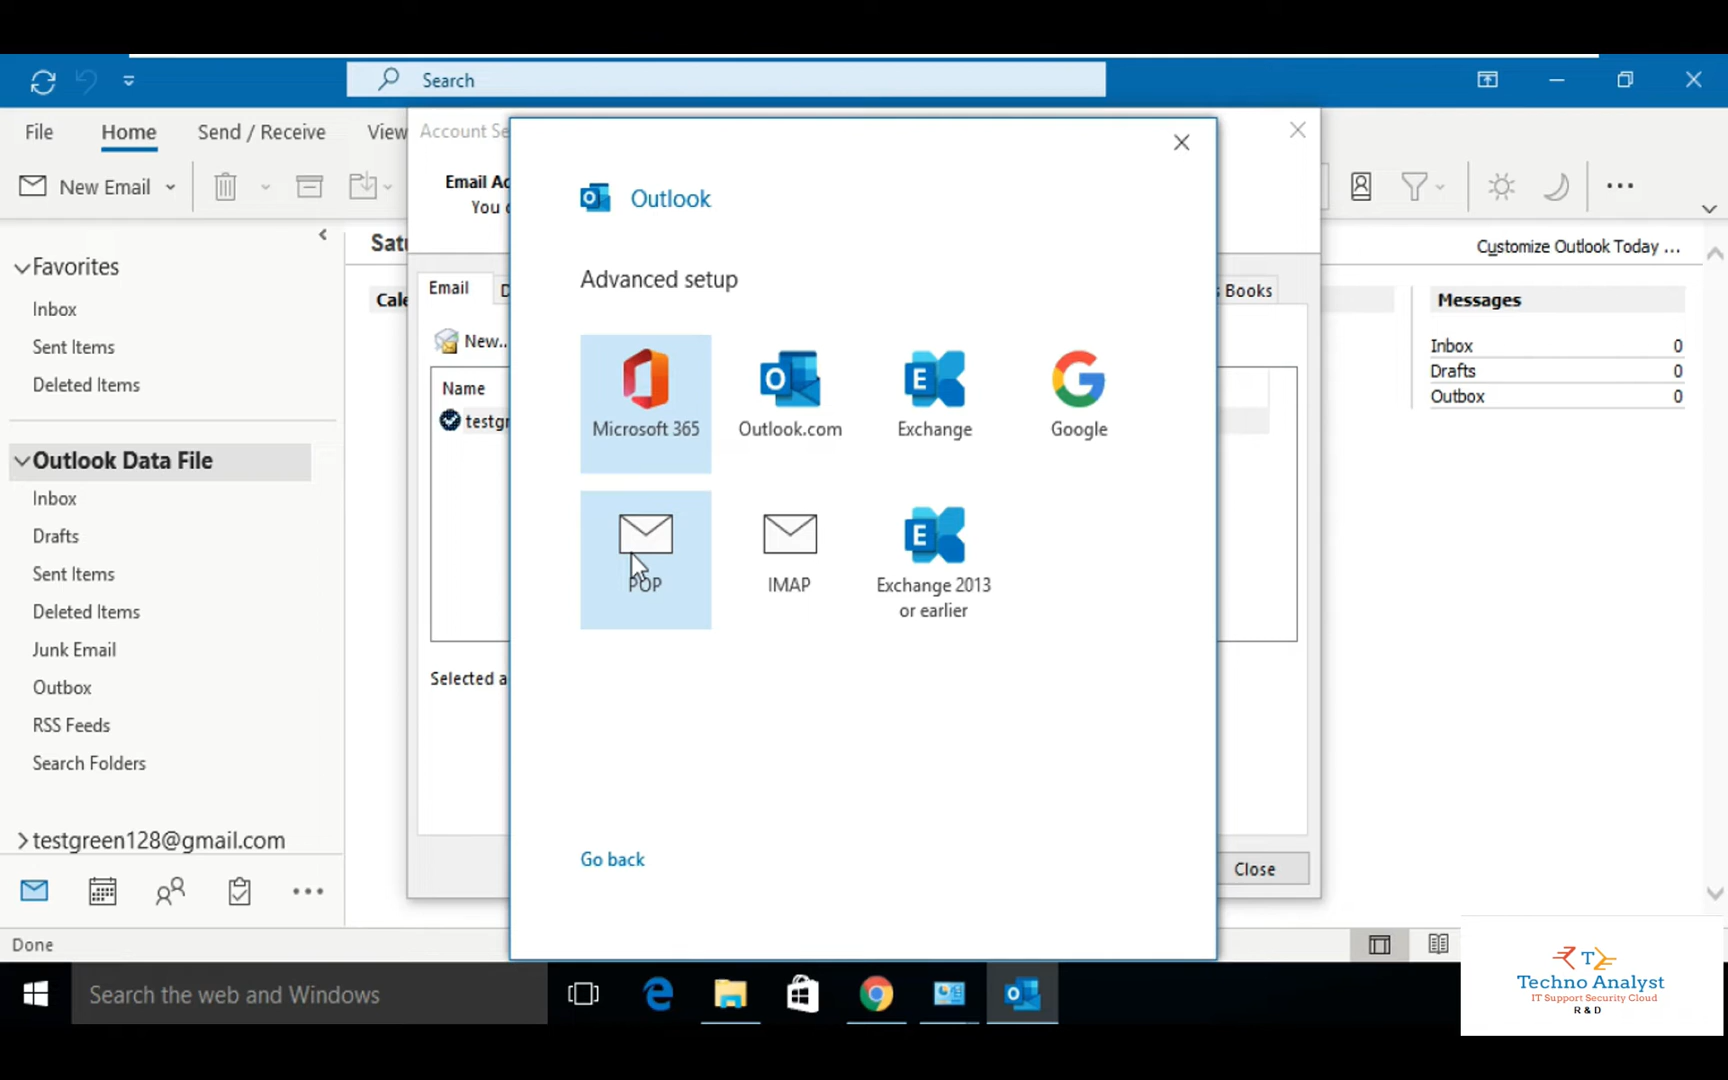 Search
File Home Send / Receive View
New Email
Account Se
Email Ad
You c
Outlook
Advanced setup
Microsoft 365 Outlook.com Exchange Google
POP IMAP Exchange 2013
or earlier
Go back
Favorites
Inbox
Sent Items
Deleted Items
Outlook Data File
Inbox
Drafts
Sent Items
Deleted Items
Junk Email
Outbox
RSS Feeds
Search Folders
testgreen128@gmail.com
Satu
Cale
Email D
s Books
New..
Name
testgr
Selected a
Close
Customize Outlook Today ...
Messages
Inbox 0
Drafts 0
Outbox 0
Done
Search the web and Windows
Techno Analyst
IT Support Security Cloud
R & D